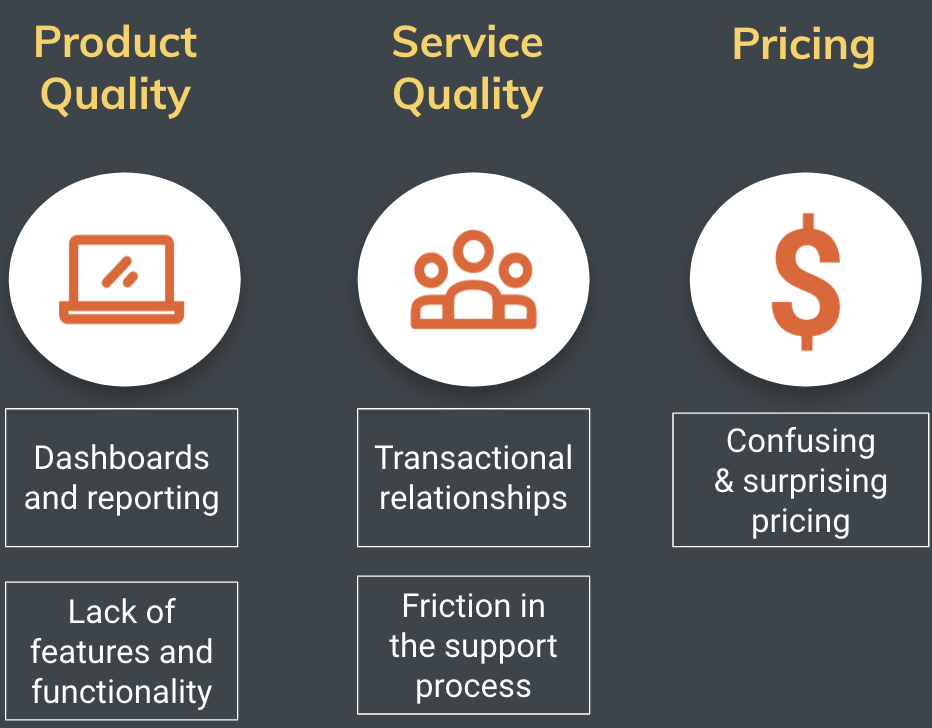 Product
Quality
Service
Quality
Pricing
Dashboards
and reporting
Transactional
relationships
Confusing
& surprising
pricing
Lack of
features and
functionality
Friction in
the support
process